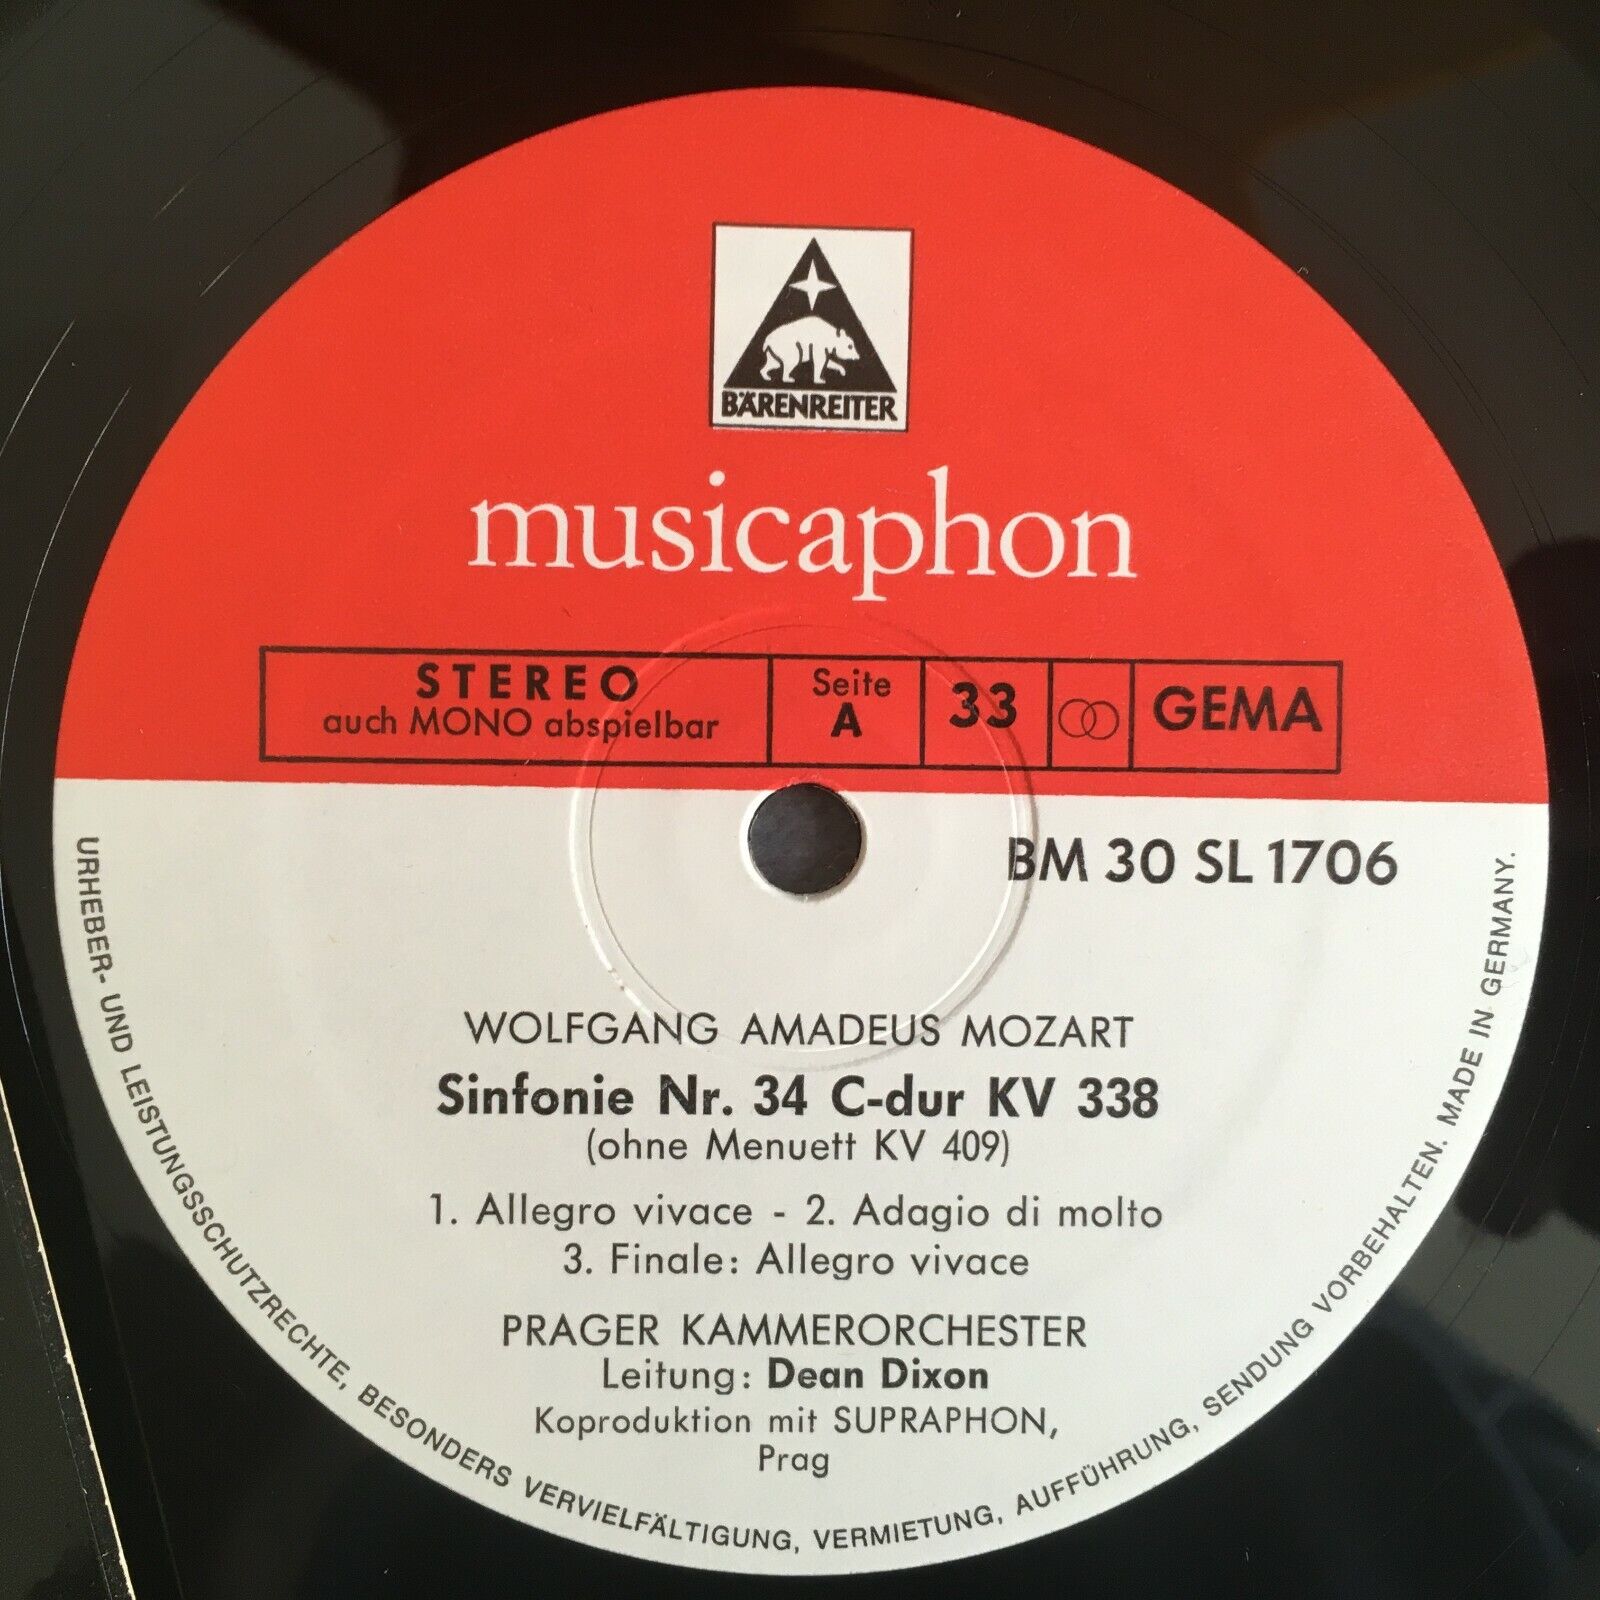 BÄRENREITER
musicaphon
STEREO
auch MONO abspielbar
Seite
A
33
GEMA
BM 30 SL 1706
WOLFGANG AMADEUS MOZART
Sinfonie Nr. 34 C-dur KV 338
(ohne Menuett KV 409)
1. Allegro vivace - 2. Adagio di molto
3. Finale: Allegro vivace
PRAGER KAMMERORCHESTER
Leitung: Dean Dixon
Koproduktion mit SUPRAPHON,
Prag
URHEBER- UND LEISTUNGSSCHUTZRECHTE, BESONDERS VERVIELFÄLTIGUNG, VERMIETUNG, AUFFÜHRUNG, SENDUNG VORBEHALTEN. MADE IN GERMANY.